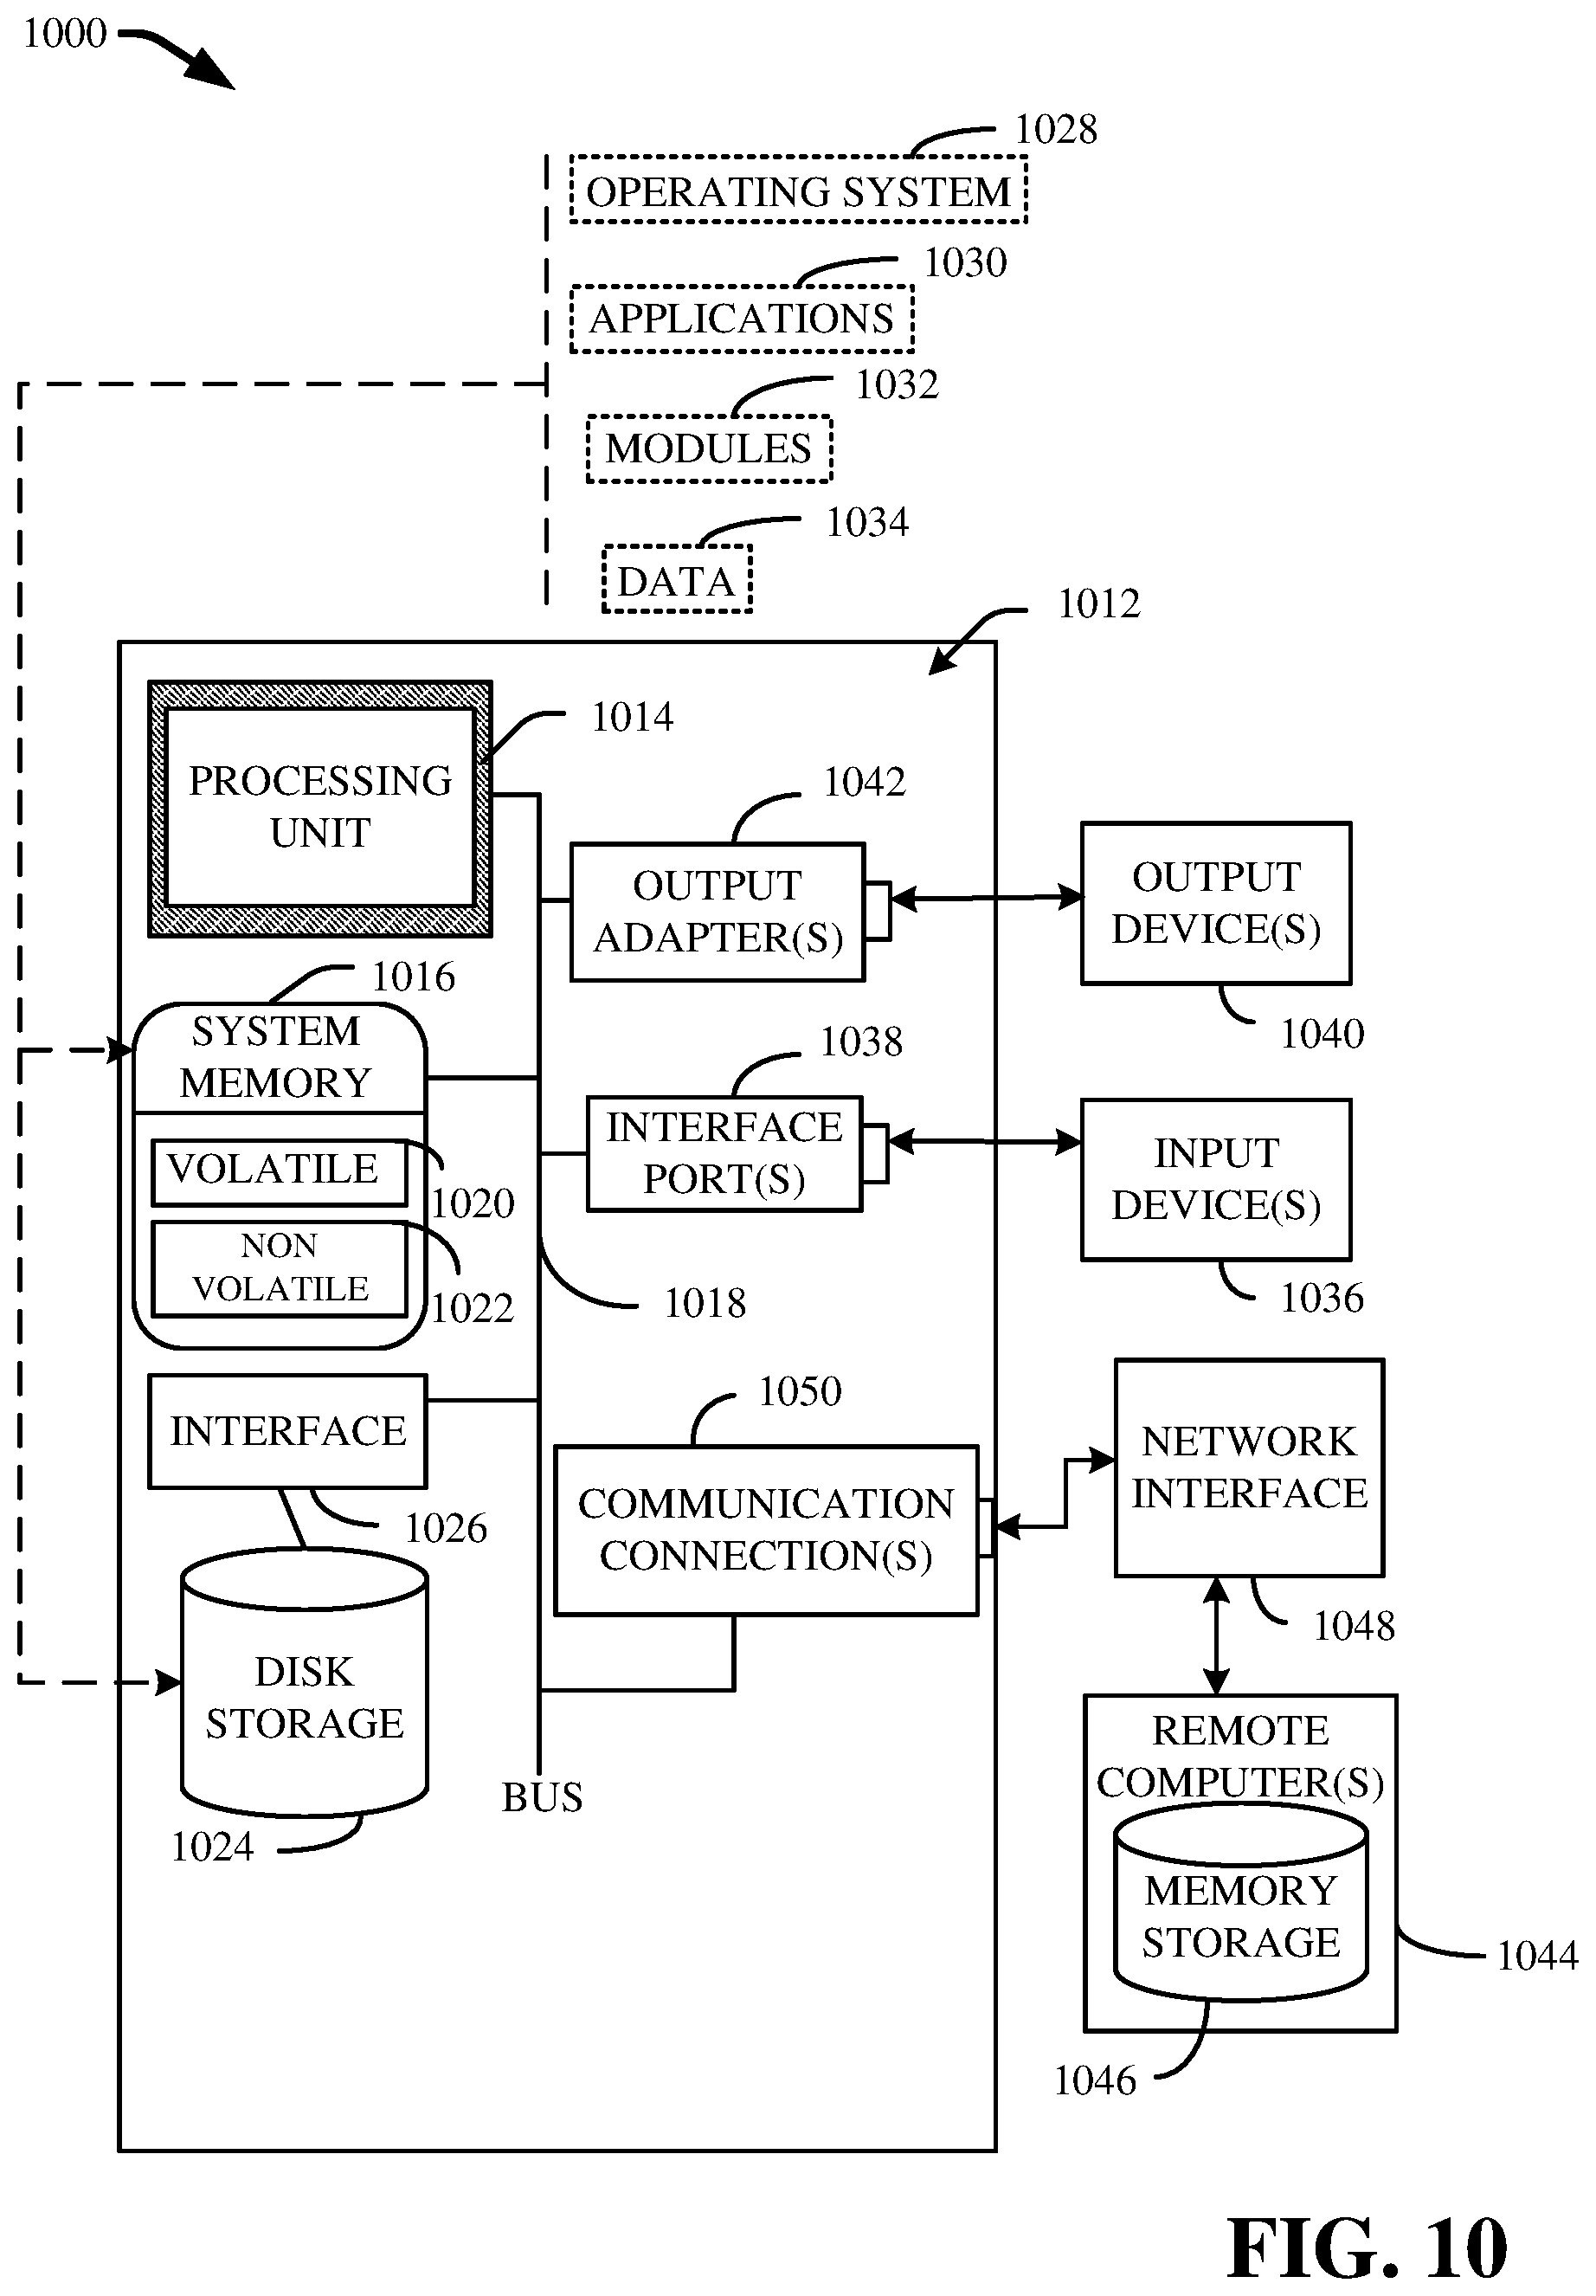 1000
1028
OPERATING SYSTEM
1030
APPLICATIONS
1032
MODULES
1034
DATA
1012
1014
PROCESSING
UNIT
1042
OUTPUT
ADAPTER(S)
OUTPUT
DEVICE(S)
1040
1016
SYSTEM
MEMORY
VOLATILE
1020
NON
VOLATILE
1022
1038
INTERFACE
PORT(S)
INPUT
DEVICE(S)
1036
1018
INTERFACE
1026
1050
COMMUNICATION
CONNECTION(S)
NETWORK
INTERFACE
1048
DISK
STORAGE
1024
BUS
REMOTE
COMPUTER(S)
MEMORY
STORAGE
1044
1046
FIG. 10